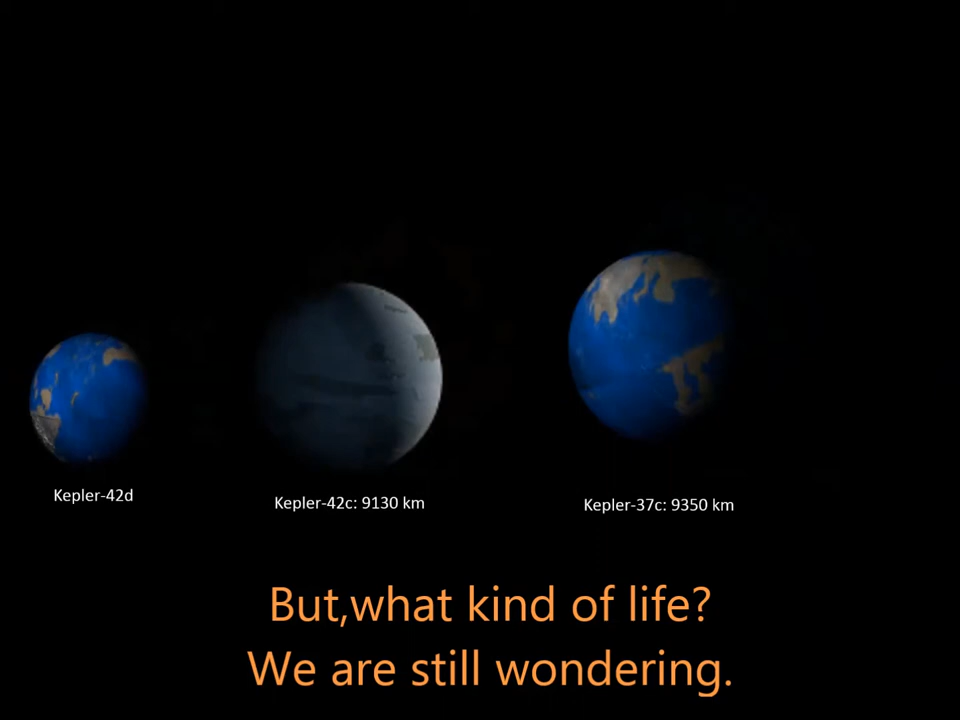 Kepler-42d
Kepler-42c: 9130 km
Kepler-37c: 9350 km
But,what kind of life?
We are still wondering.